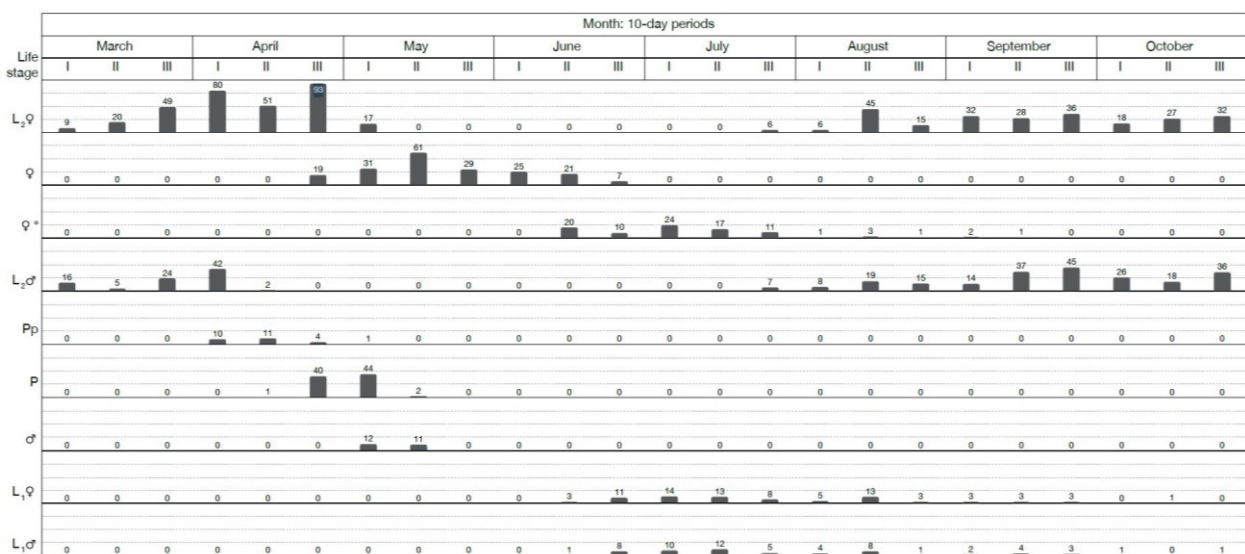 Month: 10-day periods
Life stage March April May June July August September October
I II III I II III I II III I II III I II III I II III I II III I II III
L₂♀ 9 20 49 80 51 93 17 0 0 0 0 0 0 0 6 6 45 15 32 28 36 18 27 32
♀ 0 0 0 0 0 19 31 61 29 25 21 7 0 0 0 0 0 0 0 0 0 0 0 0
♀* 0 0 0 0 0 0 0 0 0 0 20 10 24 17 11 1 3 1 2 1 0 0 0 0
L₂♂ 16 5 24 42 2 0 0 0 0 0 0 0 0 0 7 8 19 15 14 37 45 26 18 36
Pp 0 0 0 10 11 4 1 0 0 0 0 0 0 0 0 0 0 0 0 0 0 0 0 0
P 0 0 0 0 1 40 44 2 0 0 0 0 0 0 0 0 0 0 0 0 0 0 0 0
♂ 0 0 0 0 0 0 12 11 0 0 0 0 0 0 0 0 0 0 0 0 0 0 0 0
L₁♀ 0 0 0 0 0 0 0 0 0 0 3 11 14 13 8 5 13 3 3 3 3 0 1 0
L₁♂ 0 0 0 0 0 0 0 0 0 0 1 8 10 12 5 4 8 1 2 4 3 1 0 1